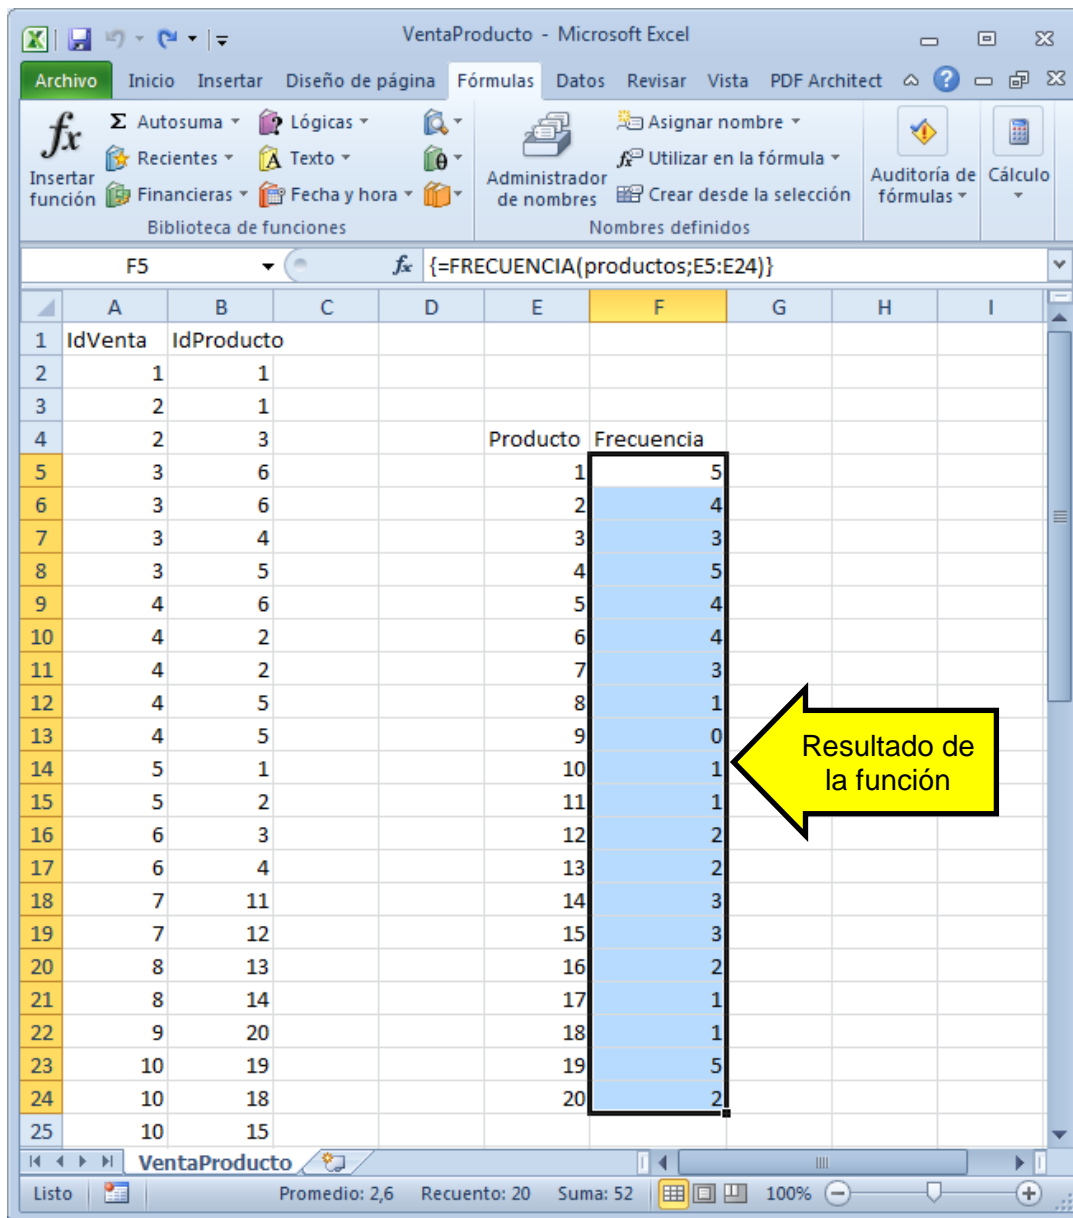 VentaProducto - Microsoft Excel
Archivo Inicio Insertar Diseño de página Fórmulas Datos Revisar Vista PDF Architect
fx Insertar función
Σ Autosuma Lógicas
Recientes Texto
Financieras Fecha y hora
Biblioteca de funciones
Administrador de nombres
Asignar nombre
Utilizar en la fórmula
Crear desde la selección
Nombres definidos
Auditoría de fórmulas
Cálculo
F5 fx {=FRECUENCIA(productos;E5:E24)}
A B C D E F G H I
1 IdVenta IdProducto
2 1 1
3 2 1
4 2 3 Producto Frecuencia
5 3 6 1 5
6 3 6 2 4
7 3 4 3 3
8 3 5 4 5
9 4 6 5 4
10 4 2 6 4
11 4 2 7 3
12 4 5 8 1
13 4 5 9 0
14 5 1 10 1
15 5 2 11 1
16 6 3 12 2
17 6 4 13 2
18 7 11 14 3
19 7 12 15 3
20 8 13 16 2
21 8 14 17 1
22 9 20 18 1
23 10 19 19 5
24 10 18 20 2
25 10 15
Resultado de
la función
VentaProducto
Listo Promedio: 2,6 Recuento: 20 Suma: 52 100%